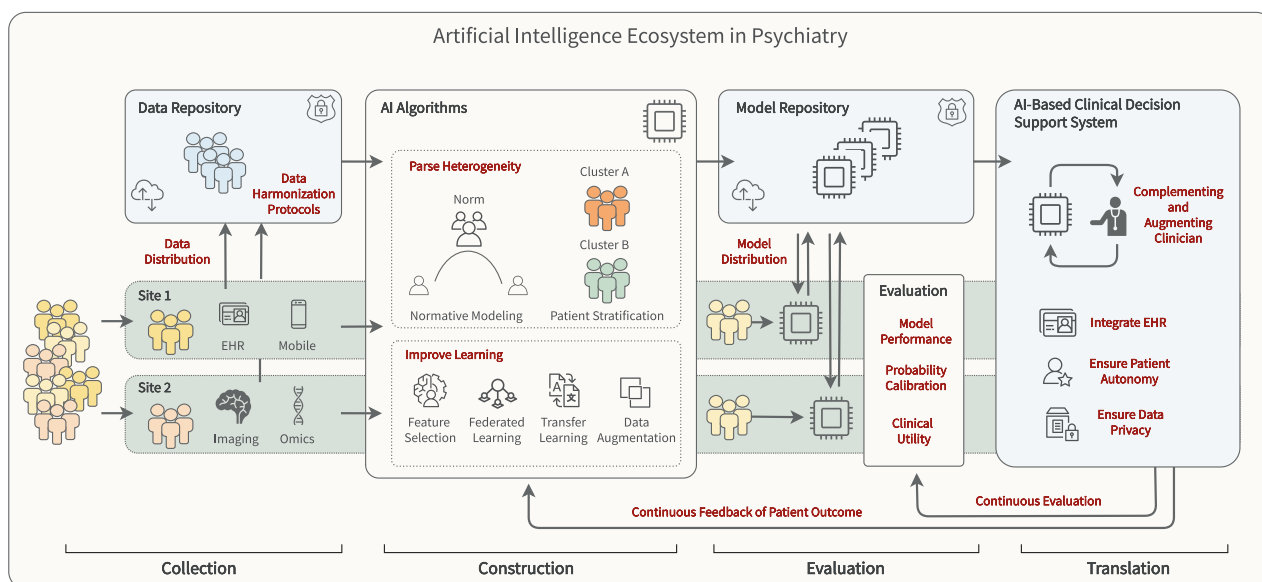 Artificial Intelligence Ecosystem in Psychiatry
Data Repository
Data
Harmonization
Protocols
Data
Distribution
Site 1
EHR
Mobile
Site 2
Imaging
Omics
AI Algorithms
Parse Heterogeneity
Norm
Normative Modeling
Cluster A
Cluster B
Patient Stratification
Improve Learning
Feature
Selection
Federated
Learning
Transfer
Learning
Data
Augmentation
A
文
Model Repository
Model
Distribution
Evaluation
Model
Performance
Probability
Calibration
Clinical
Utility
AI-Based Clinical Decision
Support System
Complementing
and
Augmenting
Clinician
Integrate EHR
Ensure Patient
Autonomy
Ensure Data
Privacy
Continuous Evaluation
Continuous Feedback of Patient Outcome
Collection
Construction
Evaluation
Translation